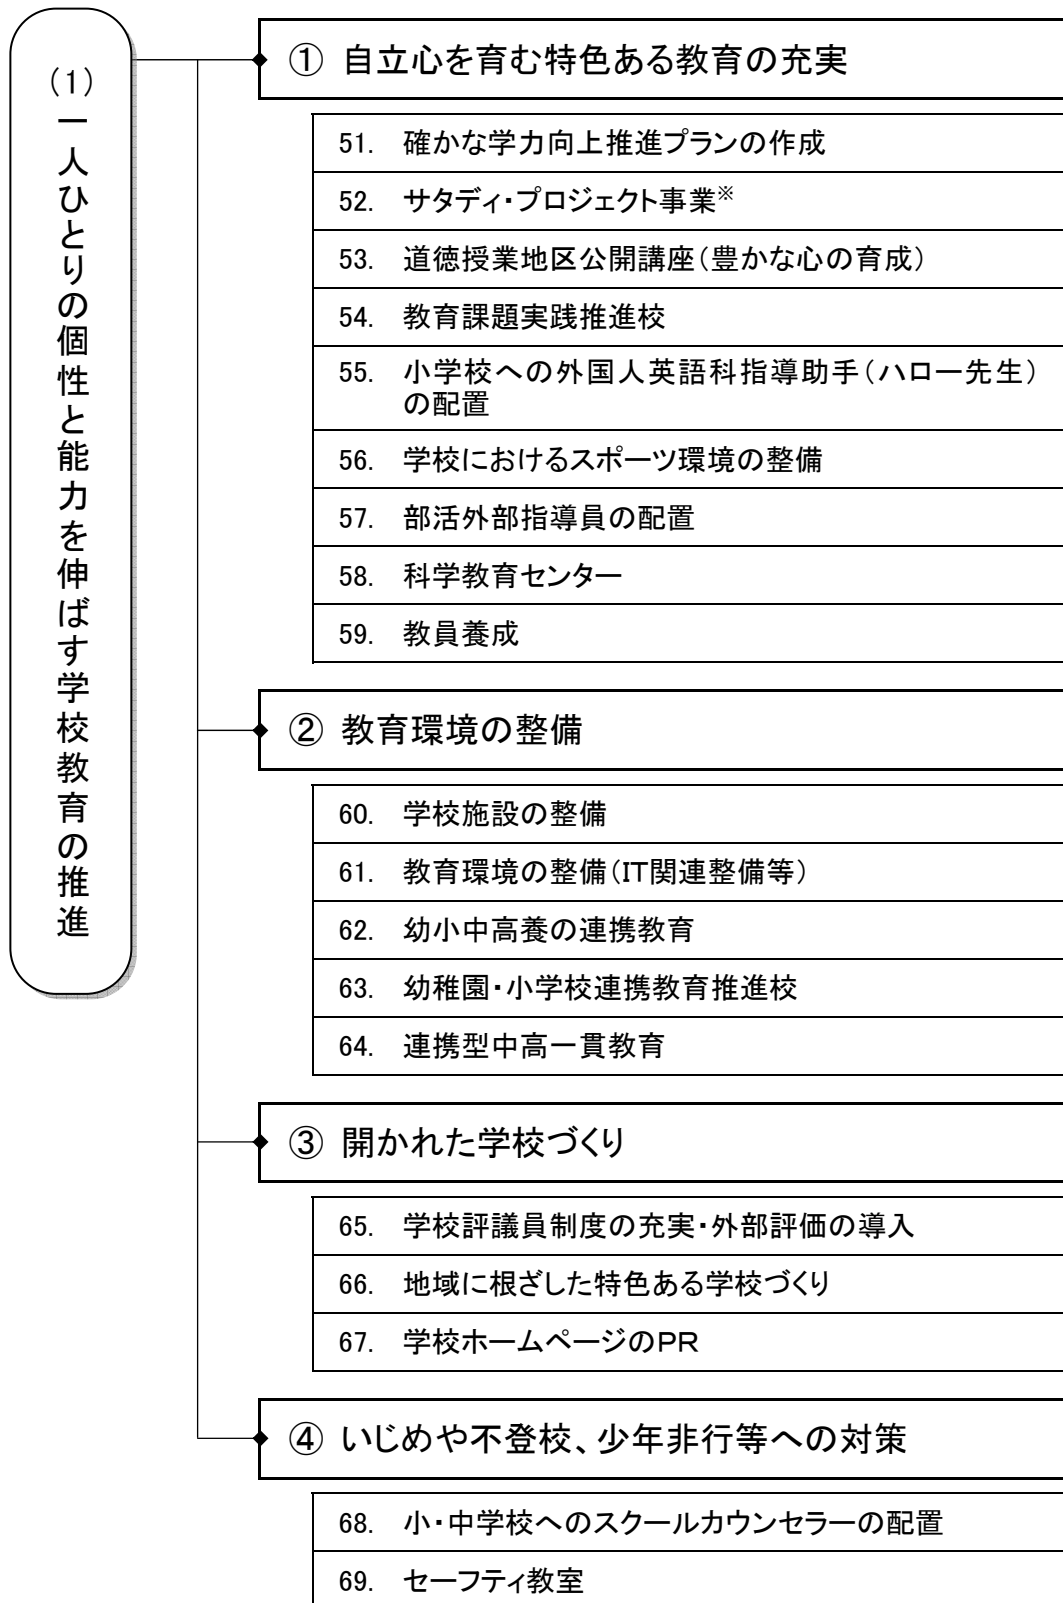 (1)一人ひとりの個性と能力を伸ばす学校教育の推進
① 自立心を育む特色ある教育の充実
51. 確かな学力向上推進プランの作成
52. サタディ・プロジェクト事業※
53. 道徳授業地区公開講座(豊かな心の育成)
54. 教育課題実践推進校
55. 小学校への外国人英語科指導助手(ハロー先生)
の配置
56. 学校におけるスポーツ環境の整備
57. 部活外部指導員の配置
58. 科学教育センター
59. 教員養成
② 教育環境の整備
60. 学校施設の整備
61. 教育環境の整備(IT関連整備等)
62. 幼小中高養の連携教育
63. 幼稚園・小学校連携教育推進校
64. 連携型中高一貫教育
③ 開かれた学校づくり
65. 学校評議員制度の充実・外部評価の導入
66. 地域に根ざした特色ある学校づくり
67. 学校ホームページのPR
④ いじめや不登校、少年非行等への対策
68. 小・中学校へのスクールカウンセラーの配置
69. セーフティ教室